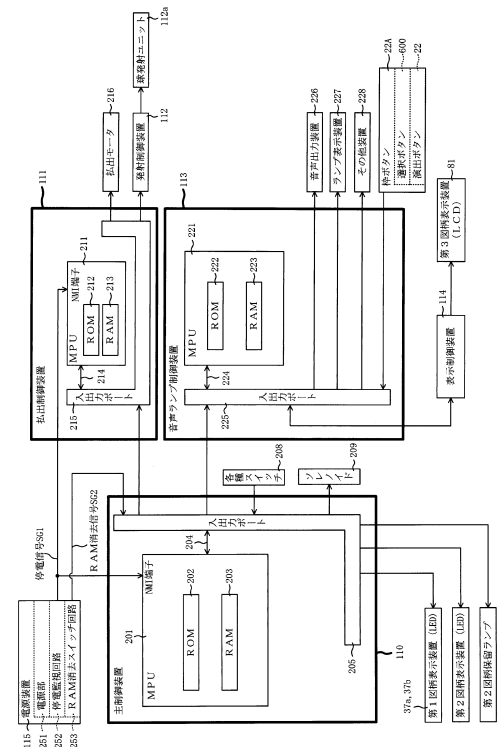 電源装置
電源部
停電監視回路
RAM消去スイッチ回路
115
251
252
253
停電信号SG1
RAM消去信号SG2
主制御装置
110
201
MPU
NMI端子
ROM
202
RAM
203
204
入出力ポート
205
各種スイッチ
208
ソレノイド
209
37a, 37b
第1図柄表示装置(LED)
第2図柄表示装置(LED)
第2図柄保留ランプ
払出制御装置
111
211
MPU
NMI端子
ROM
212
RAM
213
214
入出力ポート
215
払出モータ
216
発射制御装置
112
球発射ユニット
112a
音声ランプ制御装置
113
221
MPU
ROM
222
RAM
223
224
入出力ポート
225
音声出力装置
226
ランプ表示装置
227
その他装置
228
枠ボタン
22A
選択ボタン
600
演出ボタン
22
表示制御装置
114
第3図柄表示装置
(LCD)
81